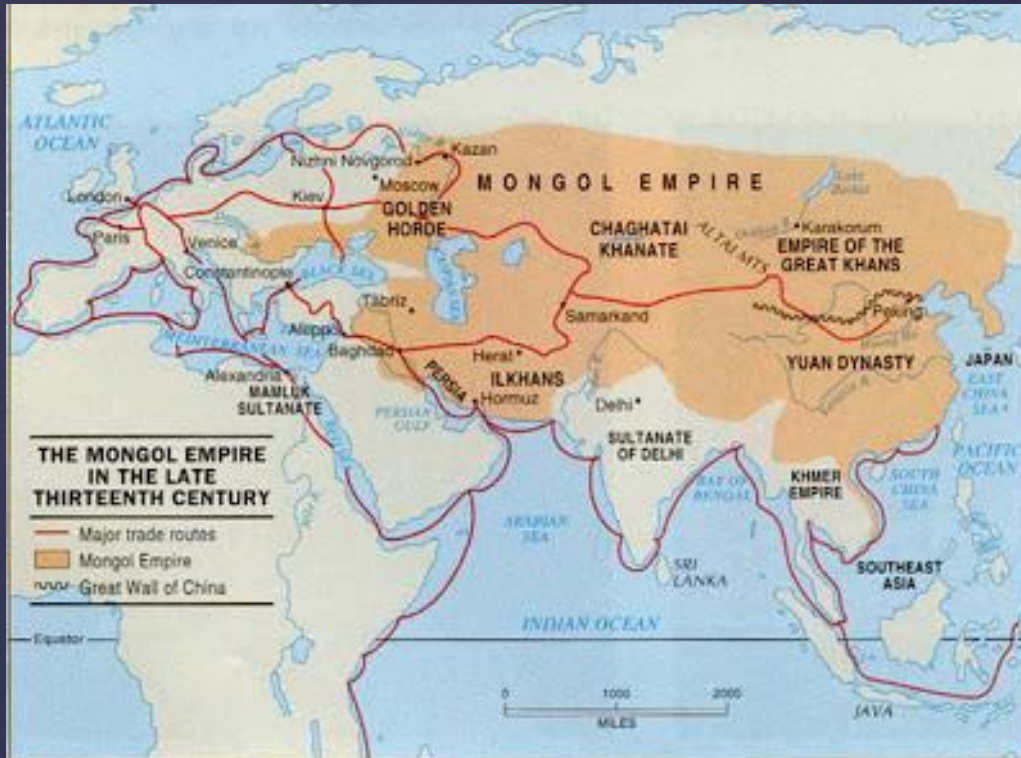 ATLANTIC
OCEAN
London
Paris
Venice
Constantinople
Nizhni Novgorod
Kazan
Moscow
Kiev
GOLDEN
HORDE
MONGOL EMPIRE
CHAGHATAI
KHANATE
ALTAI MTS
Karakorum
EMPIRE OF THE
GREAT KHANS
Peking
BLACK SEA
CASPIAN SEA
Tabriz
Samarkand
Aleppo
MEDITERRANEAN SEA
Baghdad
Herat
YUAN DYNASTY
JAPAN
EAST
CHINA
SEA
Alexandria
MAMLUK
SULTANATE
PERSIA
ILKHANS
Hormuz
PERSIAN
GULF
Delhi
SULTANATE
OF DELHI
PACIFIC
OCEAN
KHMER
EMPIRE
BAY OF
BENGAL
SOUTH
CHINA
SEA
THE MONGOL EMPIRE
IN THE LATE
THIRTEENTH CENTURY
Major trade routes
Mongol Empire
Great Wall of China
ARABIAN
SEA
SRI
LANKA
SOUTHEAST
ASIA
INDIAN OCEAN
Equator
0 1000 2000
MILES
JAVA